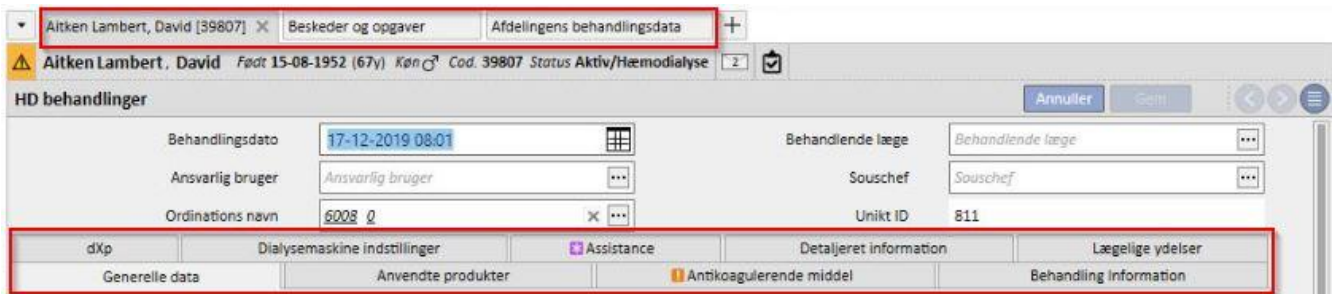 Aitken Lambert, David [39807] Beskeder og opgaver Afdelingens behandlingsdata
Aitken Lambert, David Født 15-08-1952 (67y) Køn Cod. 39807 Status Aktiv/Hæmodialyse 2
HD behandlinger Annuller Gem
Behandlingsdato 17-12-2019 08:01 Behandlende læge Behandlende læge
Ansvarlig bruger Ansvarlig bruger Souschef Souschef
Ordinations navn 6008 0 Unikt ID 811
dXp Dialysemaskine indstillinger Assistance Detaljeret information Lægelige ydelser
Generelle data Anvendte produkter Antikoagulerende middel Behandling Information